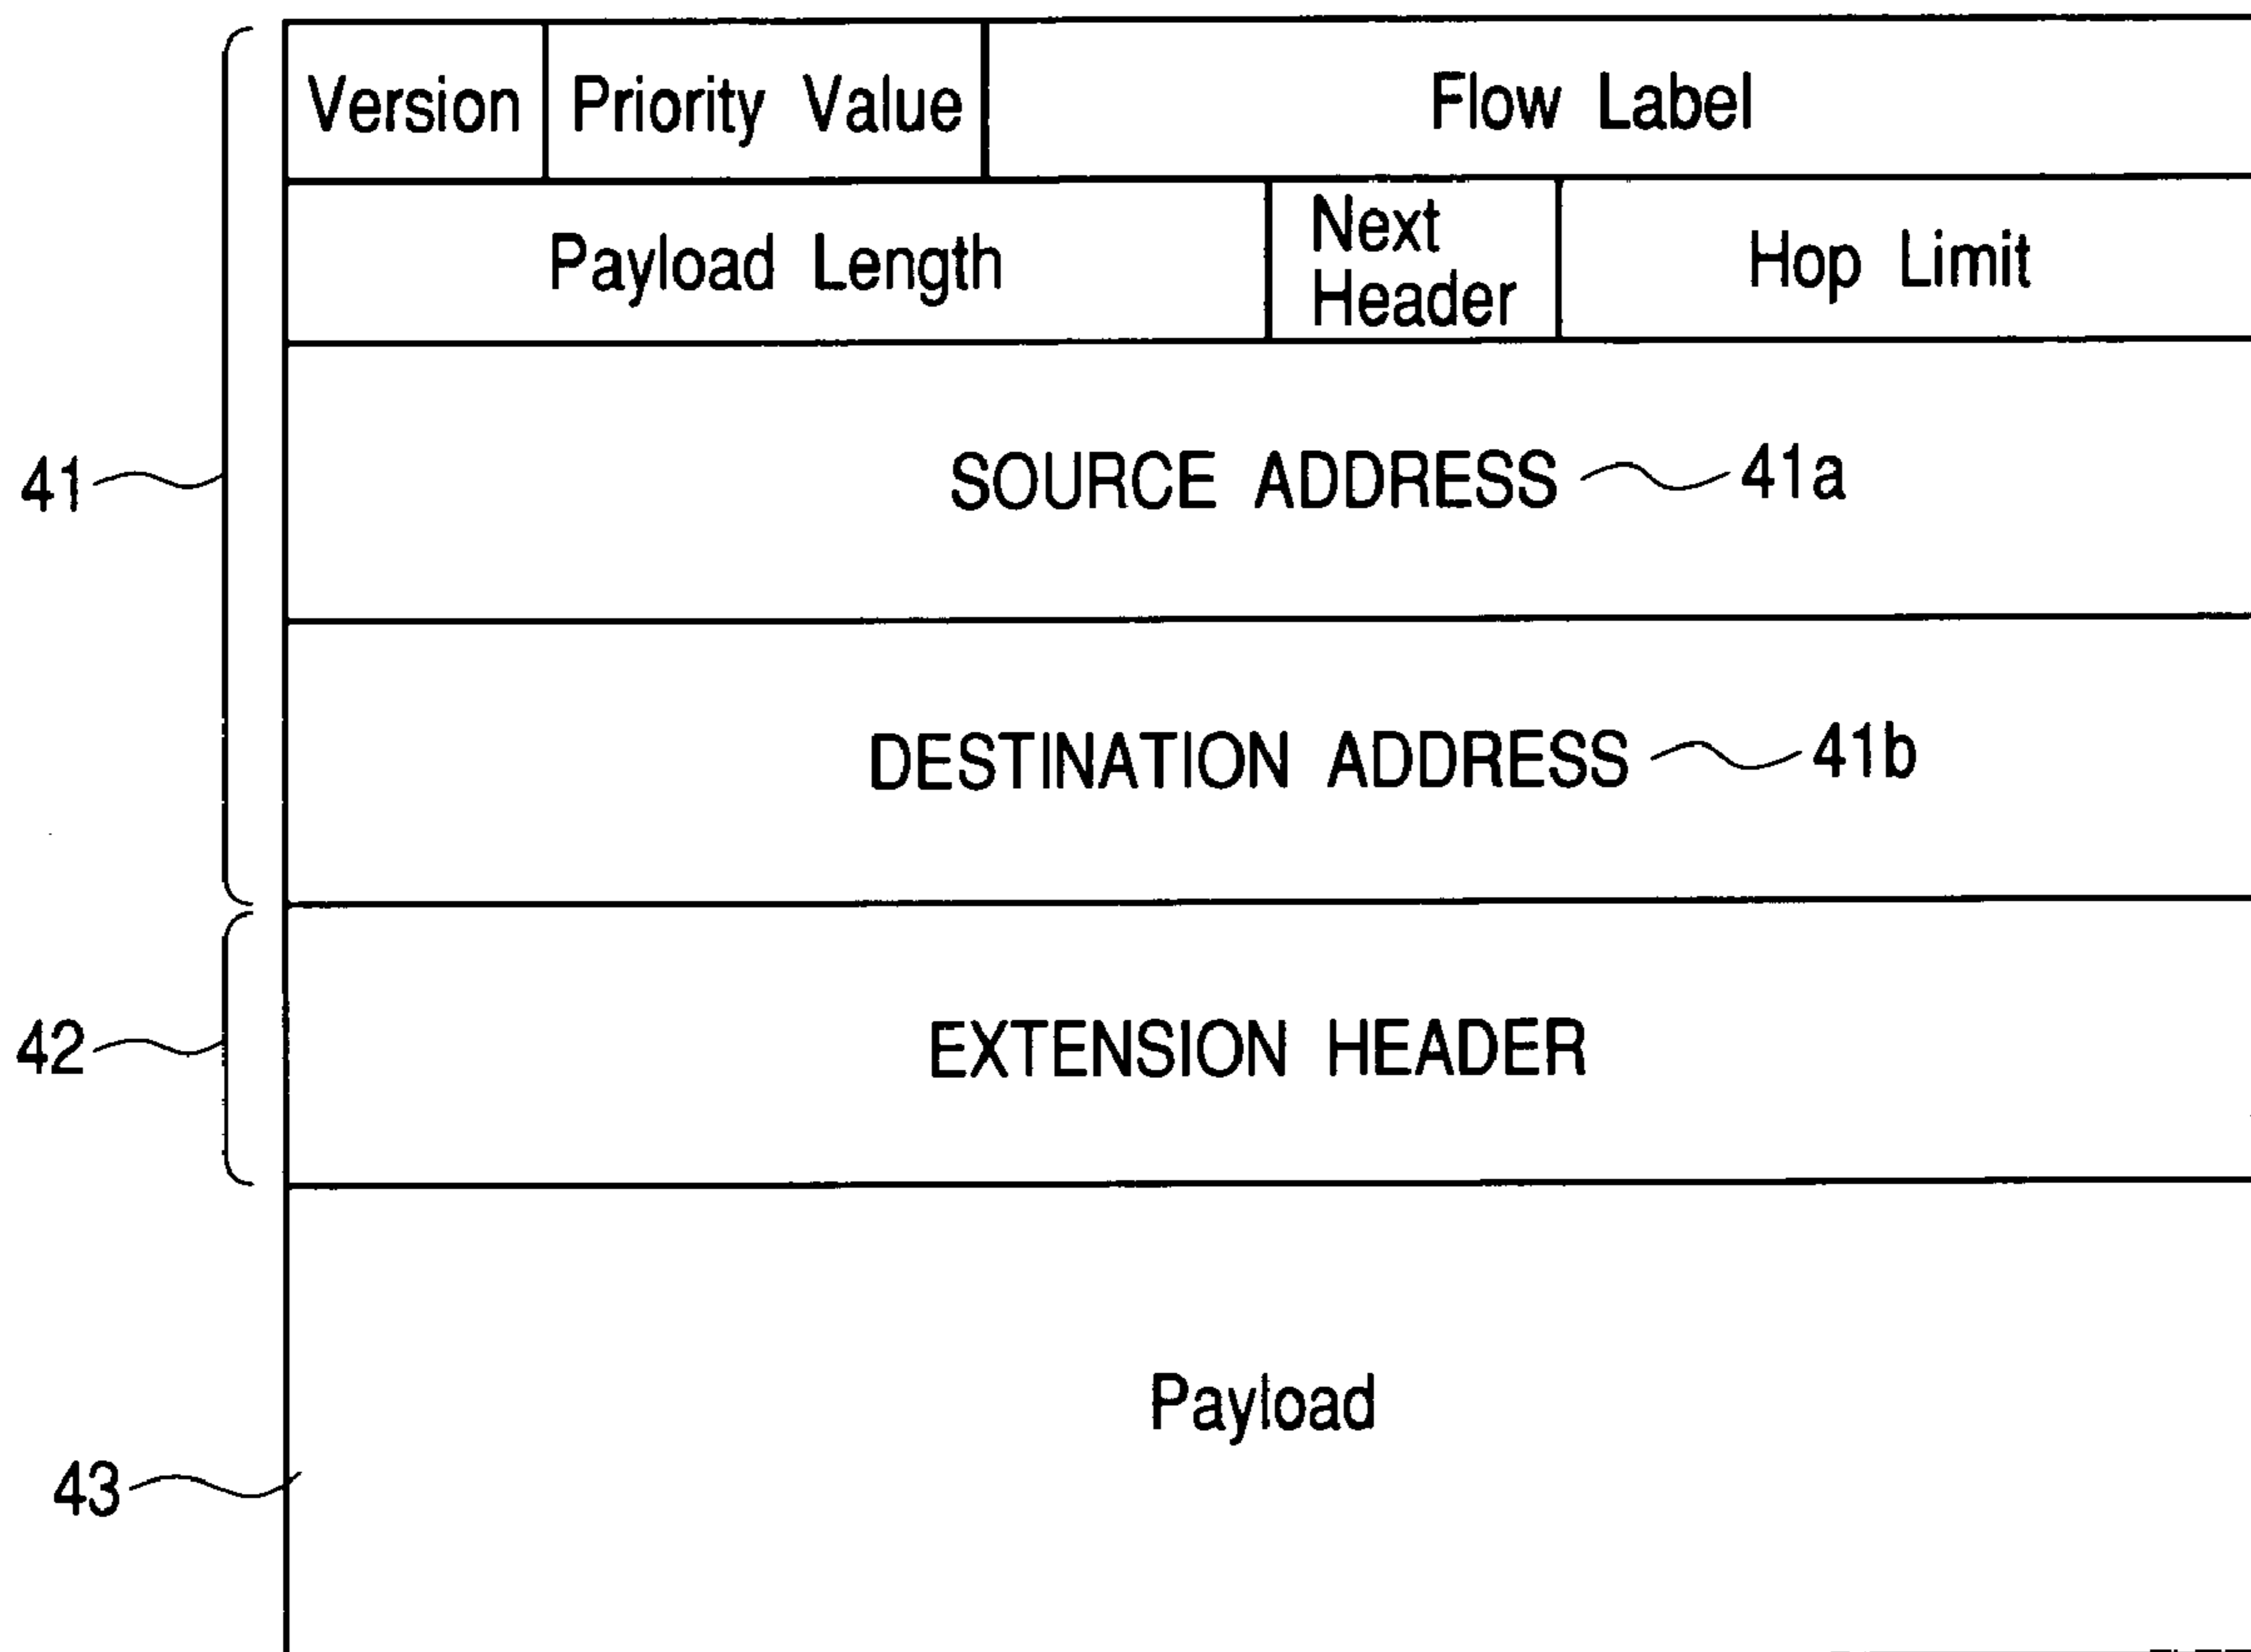 Version Priority Value Flow Label
Payload Length Next Header Hop Limit
41 SOURCE ADDRESS 41a
DESTINATION ADDRESS 41b
42 EXTENSION HEADER
Payload
43